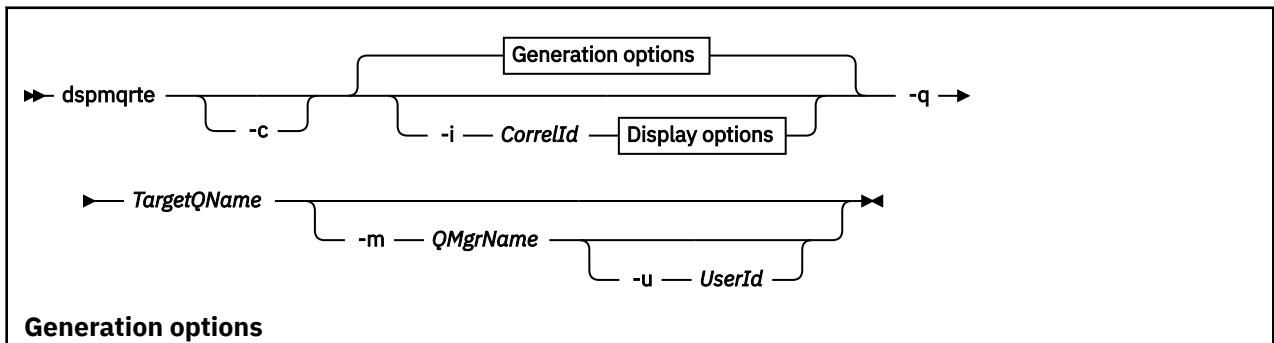 Generation options
dspmqrte -q
-c -i CorrelId Display options
TargetQName
-m QMgrName
-u UserId
Generation options